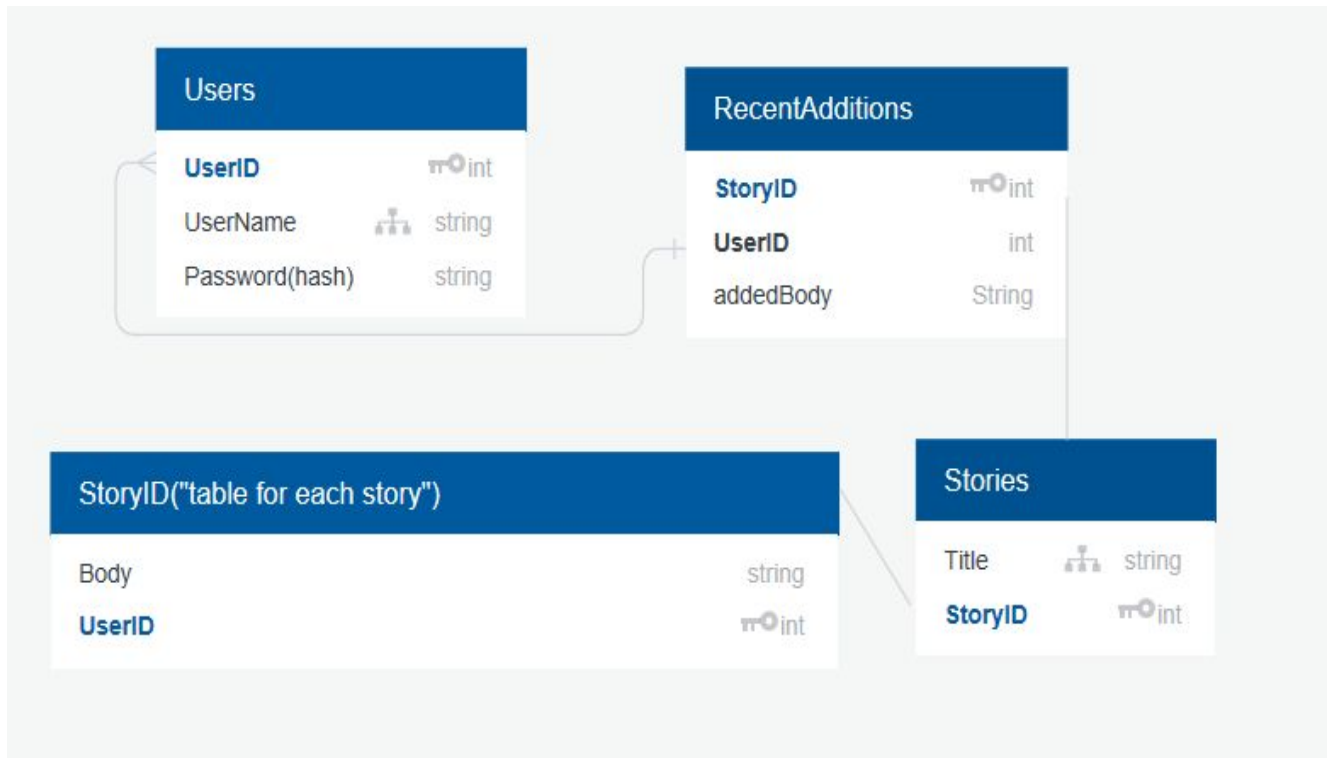 Users
UserID int
UserName string
Password(hash) string
RecentAdditions
StoryID int
UserID int
addedBody String
StoryID("table for each story")
Body string
UserID int
Stories
Title string
StoryID int